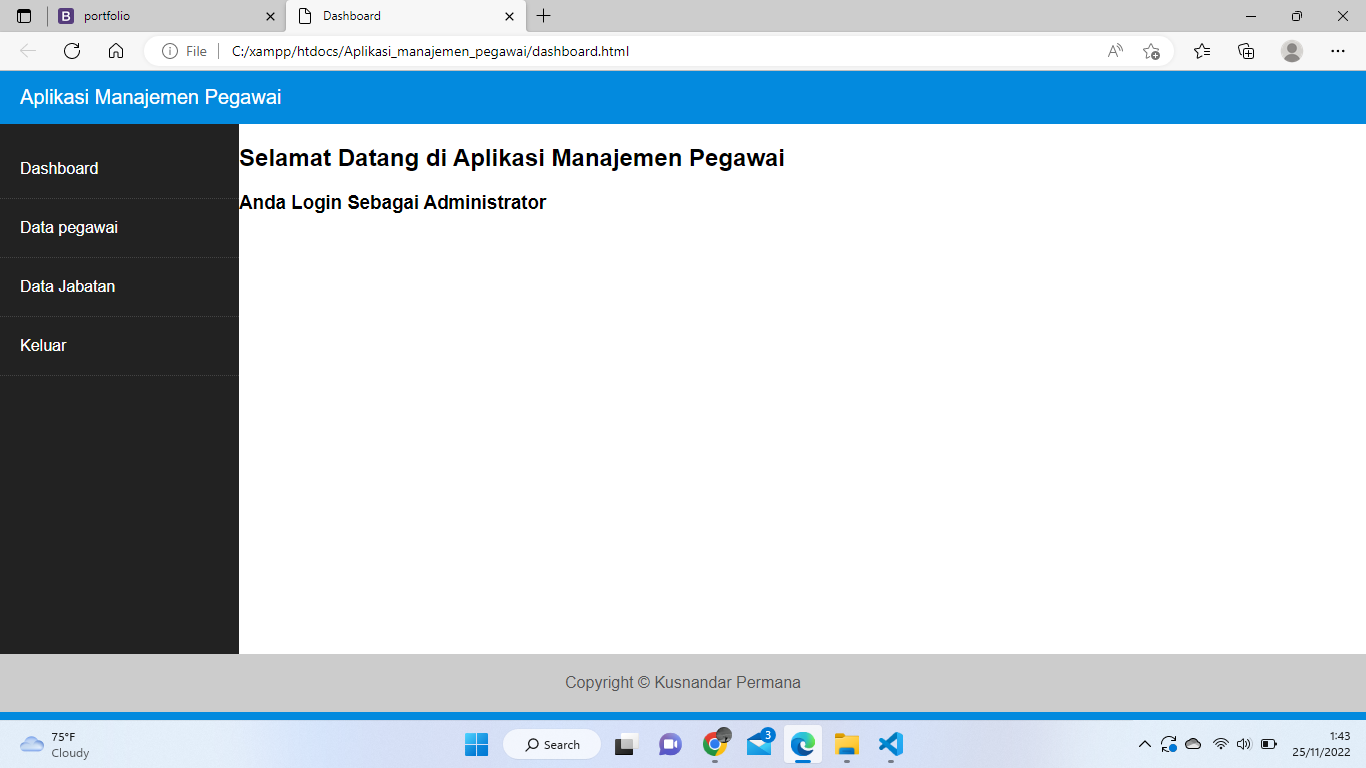 portfolio
Dashboard
File
C:/xampp/htdocs/Aplikasi_manajemen_pegawai/dashboard.html
Aplikasi Manajemen Pegawai
Dashboard
Data pegawai
Data Jabatan
Keluar
Selamat Datang di Aplikasi Manajemen Pegawai
Anda Login Sebagai Administrator
Copyright © Kusnandar Permana
75°F
Cloudy
Search
3
1:43
25/11/2022